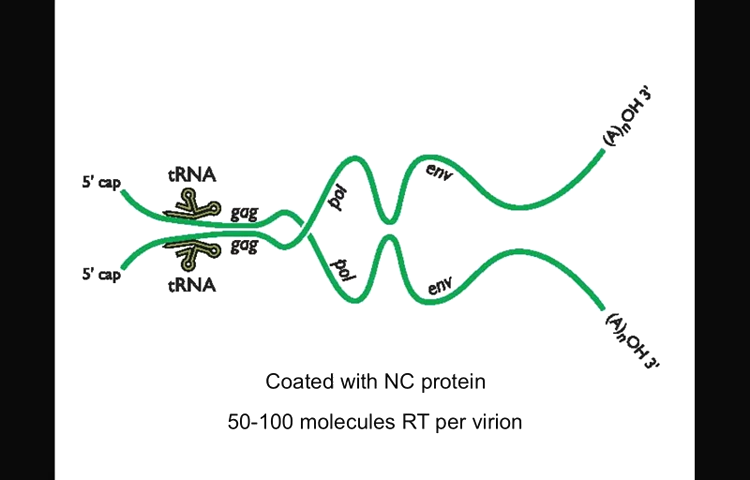 5' cap
tRNA
gag
pol
env
(A)nOH 3'
5' cap
tRNA
gag
pol
env
(A)nOH 3'
Coated with NC protein
50-100 molecules RT per virion